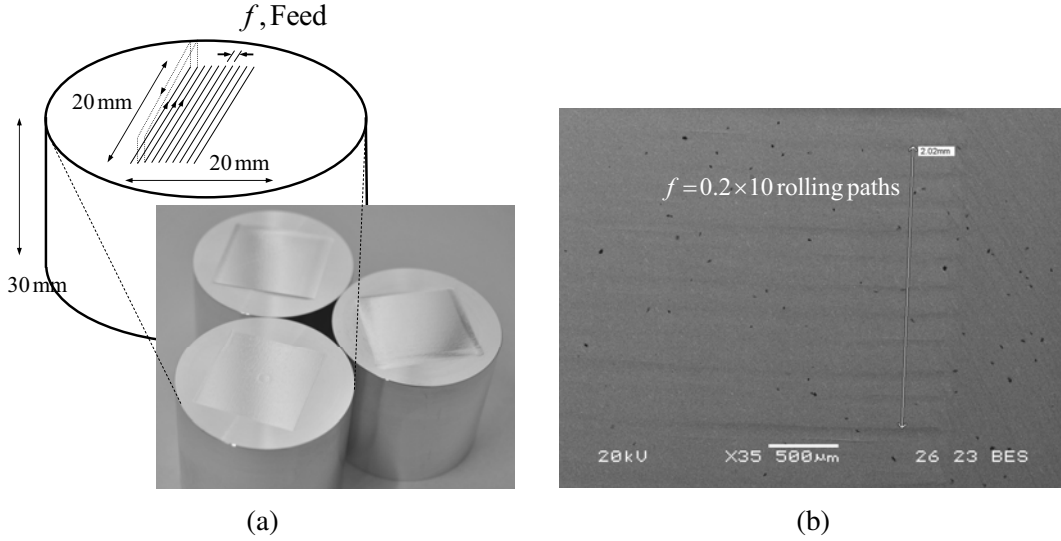 f, Feed
20 mm
20 mm
30 mm
(a)
2.02mm
f = 0.2 × 10 rolling paths
20kV X35 500μm 26 23 BES
(b)